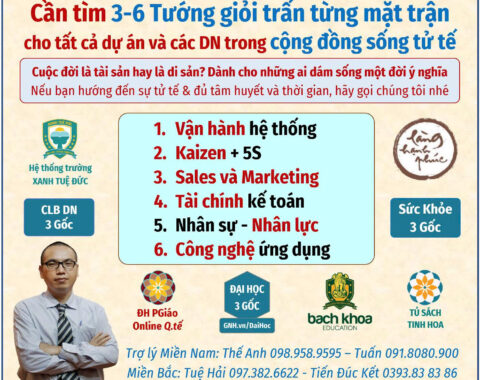 Cần tìm 3-6 Tướng giỏi trấn từng mặt trận
cho tất cả dự án và các DN trong cộng đồng sống tử tế
Cuộc đời là tài sản hay là di sản? Dành cho những ai dám sống một đời ý nghĩa
Nếu bạn hướng đến sự tử tế & đủ tâm huyết và thời gian, hãy gọi chúng tôi nhé
1. Vận hành hệ thống
2. Kaizen + 5S
3. Sales và Marketing
4. Tài chính kế toán
5. Nhân sự - Nhân lực
6. Công nghệ ứng dụng
Hệ thống trường
XANH TUỆ ĐỨC
CLB DN
3 Gốc
làng
hạnh
phúc
Sức Khỏe
3 Gốc
ĐH PGiáo
Online Q.tế
ĐẠI HỌC
3 GỐC
GNH.vn/DaiHoc
bach khoa
EDUCATION
TỦ SÁCH
TINH HOA
Trợ lý Miền Nam: Thế Anh 098.958.9595 – Tuấn 091.8080.900
Miền Bắc: Tuệ Hải 097.382.6622 - Tiến Đúc Kết 0393.83 83 86